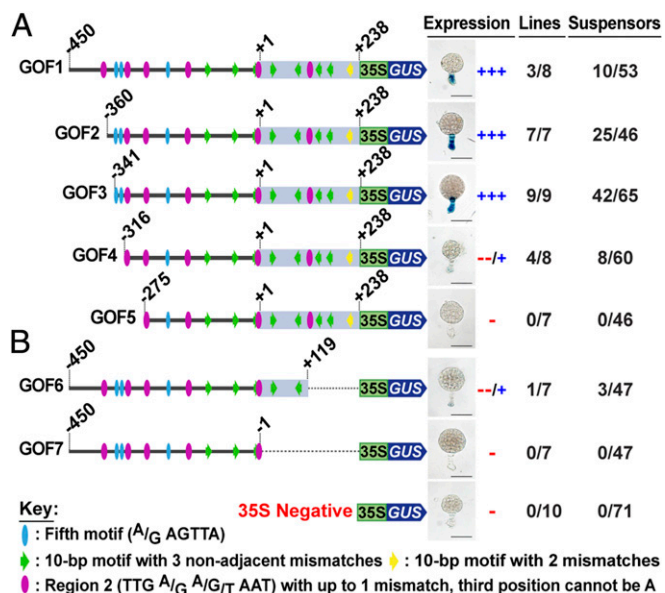 A
Expression Lines Suspensors
-450 +1 +238
GOF1 35S GUS +++ 3/8 10/53
-360 +238
GOF2 35S GUS +++ 7/7 25/46
-341 +1 +238
GOF3 35S GUS +++ 9/9 42/65
-316 +1 +238
GOF4 35S GUS --/+ 4/8 8/60
-275 +1 +238
GOF5 35S GUS - 0/7 0/46
B
-450 +1 +119
GOF6 35S GUS --/+ 1/7 3/47
-450 -1
GOF7 35S GUS - 0/7 0/47
35S Negative 35S GUS - 0/10 0/71
Key:
: Fifth motif (A/G AGTTA)
: 10-bp motif with 3 non-adjacent mismatches : 10-bp motif with 2 mismatches
: Region 2 (TTG A/G A/G/T AAT) with up to 1 mismatch, third position cannot be A